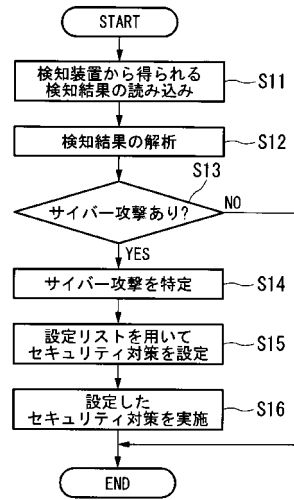 START
検知装置から得られる
検知結果の読み込み
S11
検知結果の解析
S12
S13
サイバー攻撃あり?
NO
YES
サイバー攻撃を特定
S14
設定リストを用いて
セキュリティ対策を設定
S15
設定した
セキュリティ対策を実施
S16
END